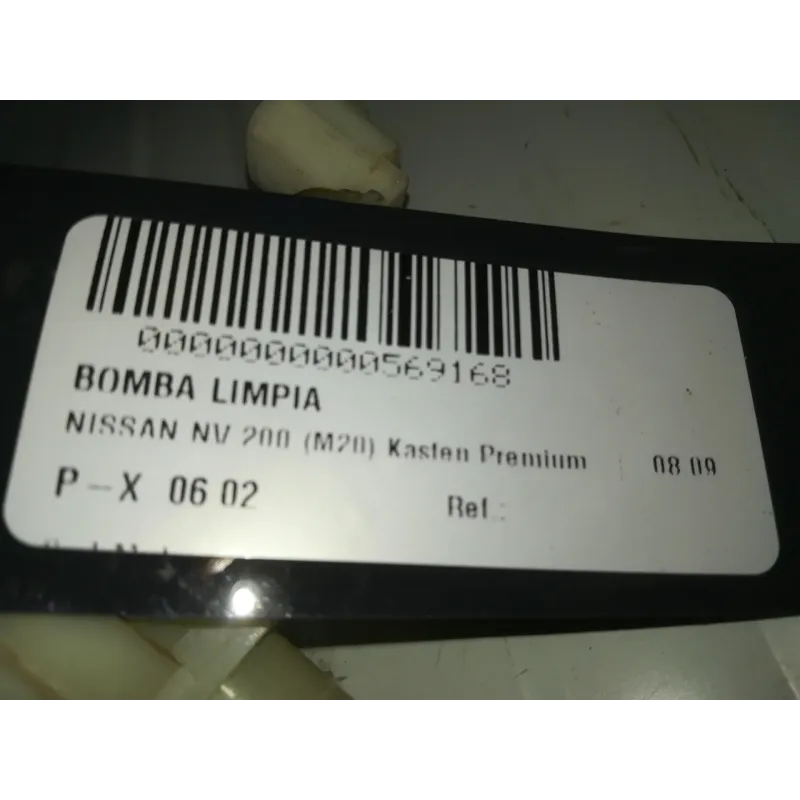 0000000000569168
BOMBA LIMPIA
NISSAN NV 200 (M20) Kasten Premium 08 09
P-X 06 02 Ref.: